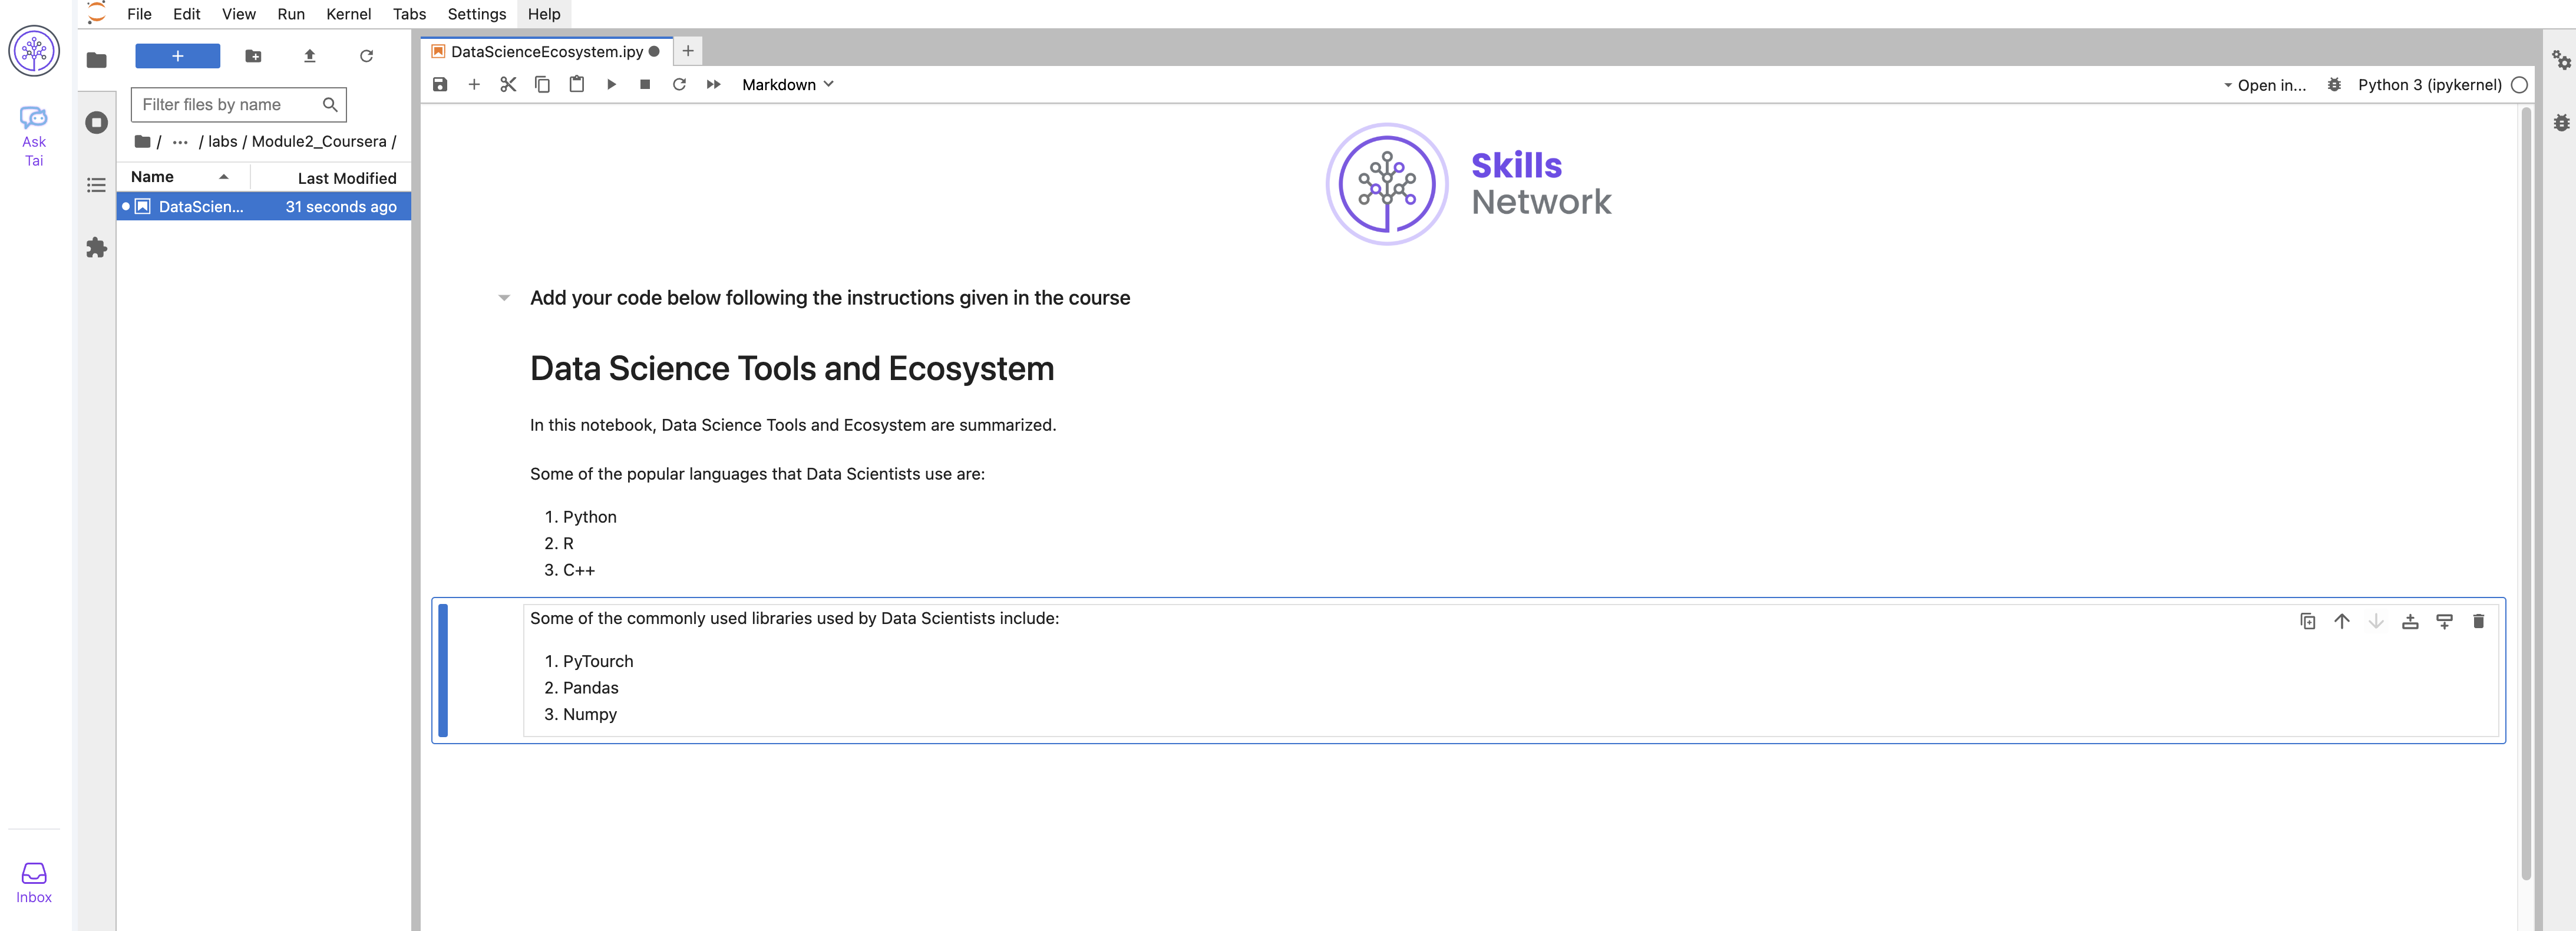 File Edit View Run Kernel Tabs Settings Help
Ask
Tai
Inbox
Filter files by name
/ ... / labs / Module2_Coursera /
Name Last Modified
DataScien... 31 seconds ago
DataScienceEcosystem.ipy
Markdown
Open in...
Python 3 (ipykernel)
Skills
Network
Add your code below following the instructions given in the course
Data Science Tools and Ecosystem
In this notebook, Data Science Tools and Ecosystem are summarized.
Some of the popular languages that Data Scientists use are:
1. Python
2. R
3. C++
Some of the commonly used libraries used by Data Scientists include:
1. PyTourch
2. Pandas
3. Numpy